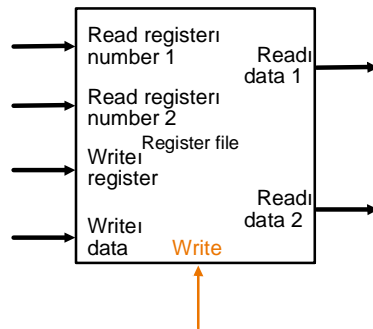 Read registerı
number 1
Readı
data 1
Read registerı
number 2
Register file
Writeı
register
Readı
data 2
Writeı
data
Write